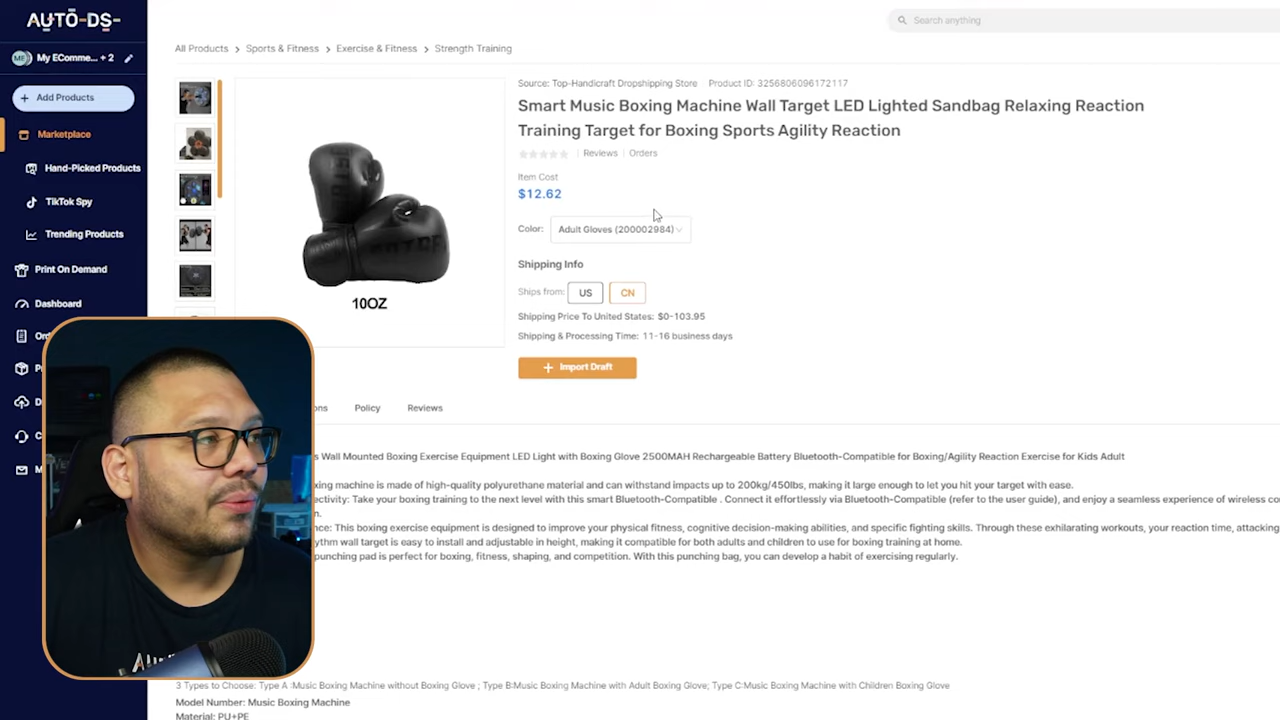 AUTO-DS-
Search anything
ME My EComme... + 2
All Products > Sports & Fitness > Exercise & Fitness > Strength Training
+ Add Products
Marketplace
Hand-Picked Products
TikTok Spy
Trending Products
Print On Demand
Dashboard
Source: Top-Handicraft Dropshipping Store Product ID: 3256806096172117
Smart Music Boxing Machine Wall Target LED Lighted Sandbag Relaxing Reaction
Training Target for Boxing Sports Agility Reaction
Reviews Orders
Item Cost
$12.62
Color: Adult Gloves (200002984)
Shipping Info
Ships from: US CN
Shipping Price To United States: $0-103.95
Shipping & Processing Time: 11-16 business days
+ Import Draft
10OZ
ons Policy Reviews
s Wall Mounted Boxing Exercise Equipment LED Light with Boxing Glove 2500MAH Rechargeable Battery Bluetooth-Compatible for Boxing/Agility Reaction Exercise for Kids Adult
xing machine is made of high-quality polyurethane material and can withstand impacts up to 200kg/450lbs, making it large enough to let you hit your target with ease.
ectivity: Take your boxing training to the next level with this smart Bluetooth-Compatible . Connect it effortlessly via Bluetooth-Compatible (refer to the user guide), and enjoy a seamless experience of wireless co
n.
nce: This boxing exercise equipment is designed to improve your physical fitness, cognitive decision-making abilities, and specific fighting skills. Through these exhilarating workouts, your reaction time, attacking
ythm wall target is easy to install and adjustable in height, making it compatible for both adults and children to use for boxing training at home.
punching pad is perfect for boxing, fitness, shaping, and competition. With this punching bag, you can develop a habit of exercising regularly.
3 Types to Choose: Type A :Music Boxing Machine without Boxing Glove ; Type B:Music Boxing Machine with Adult Boxing Glove; Type C:Music Boxing Machine with Children Boxing Glove
Model Number: Music Boxing Machine
Material: PU+PE